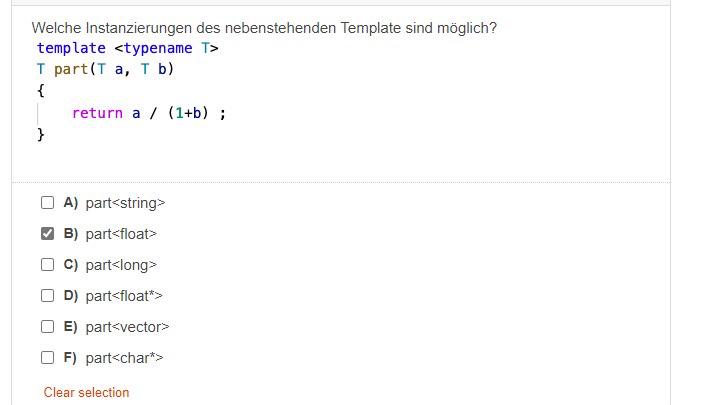 Welche Instanzierungen des nebenstehenden Template sind möglich?
template <typename T>
T part(T a, T b)
{
return a / (1+b) ;
}
A) part<string>
B) part<float>
C) part<long>
D) part<float*>
E) part<vector>
F) part<char*>
Clear selection